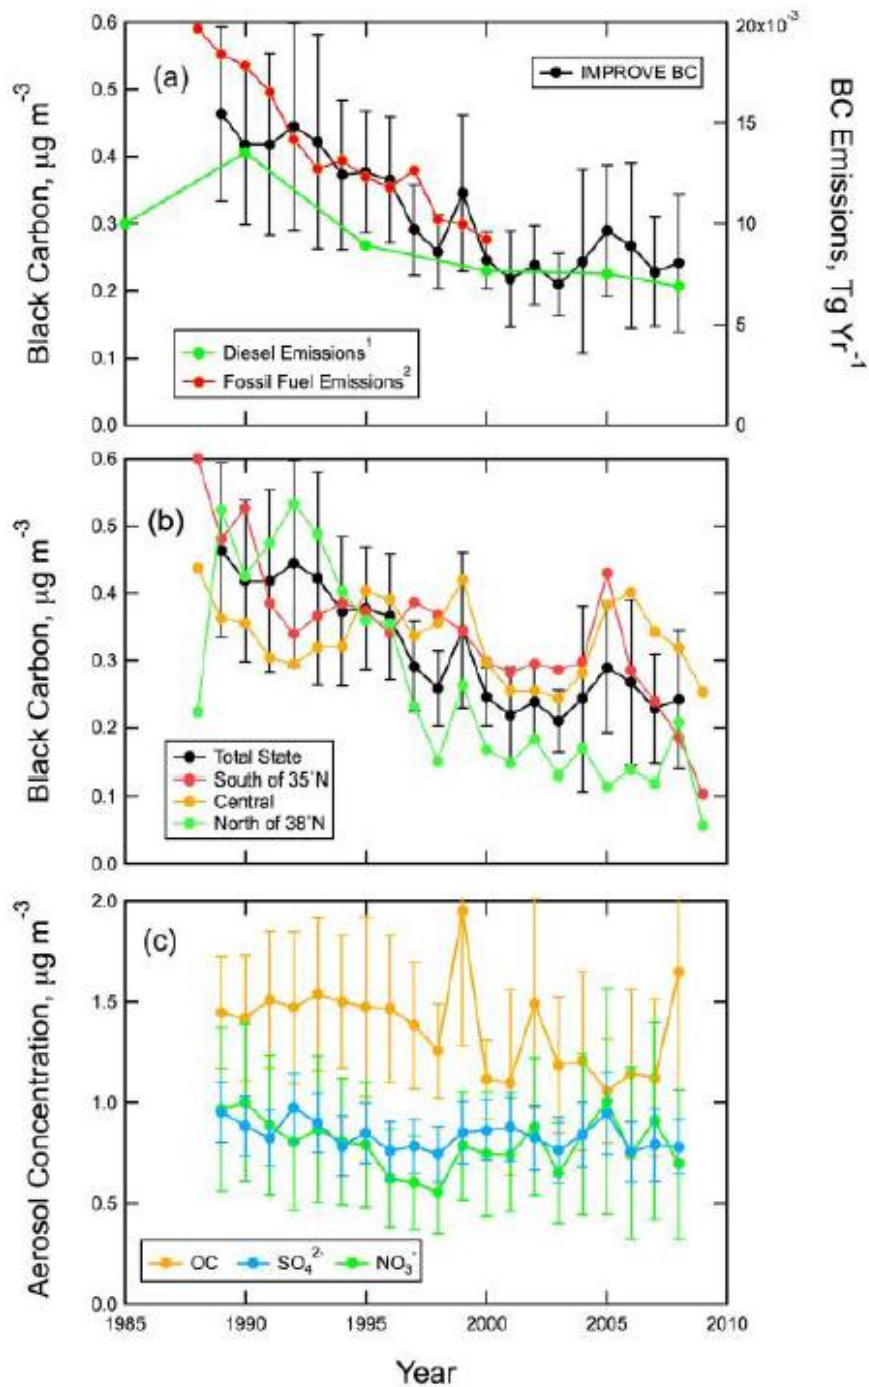 0.6
0.5
0.4
0.3
0.2
0.1
0.0
Black Carbon, μg m⁻³
(a)
IMPROVE BC
Diesel Emissions¹
Fossil Fuel Emissions²
20x10⁻³
15
10
5
0
BC Emissions, Tg Yr⁻¹
0.6
0.5
0.4
0.3
0.2
0.1
0.0
Black Carbon, μg m⁻³
(b)
Total State
South of 35°N
Central
North of 38°N
2.0
1.5
1.0
0.5
0.0
Aerosol Concentration, μg m⁻³
(c)
OC SO₄²⁻ NO₃⁻
1985 1990 1995 2000 2005 2010
Year